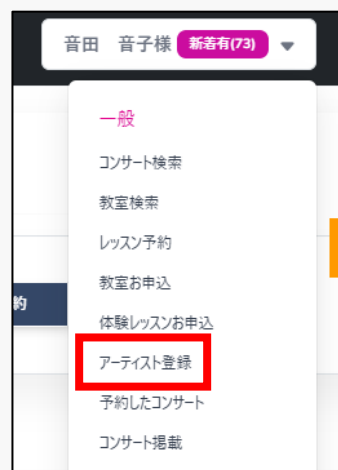 音田 音子様 新着有(73)
一般
コンサート検索
教室検索
レッスン予約
教室お申込
約
体験レッスンお申込
アーティスト登録
予約したコンサート
コンサート掲載